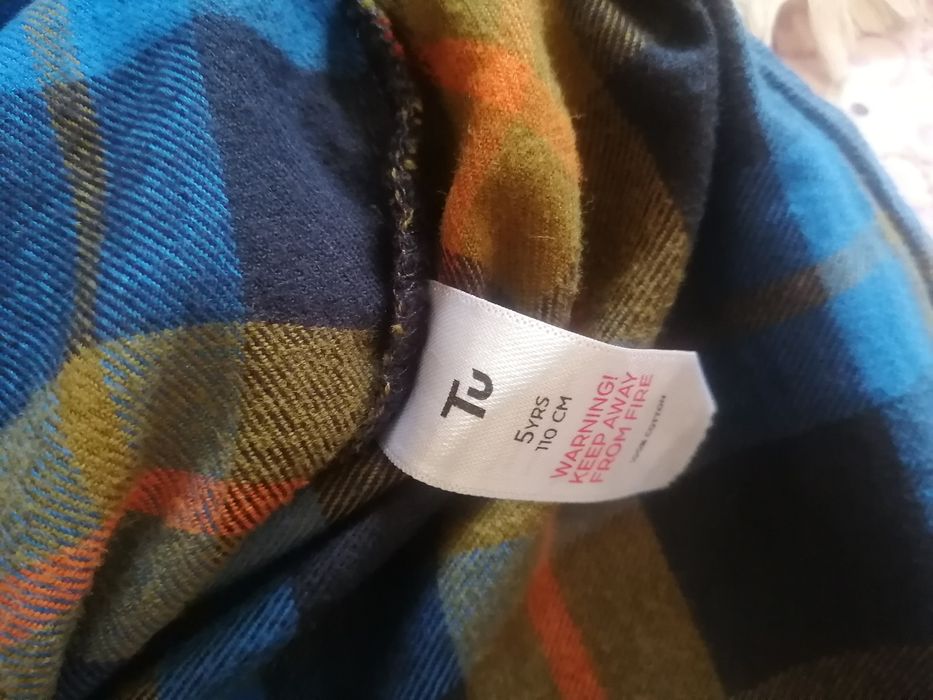 Tu
5YRS
110 CM
WARNING!
KEEP AWAY
FROM FIRE
100% COTTON